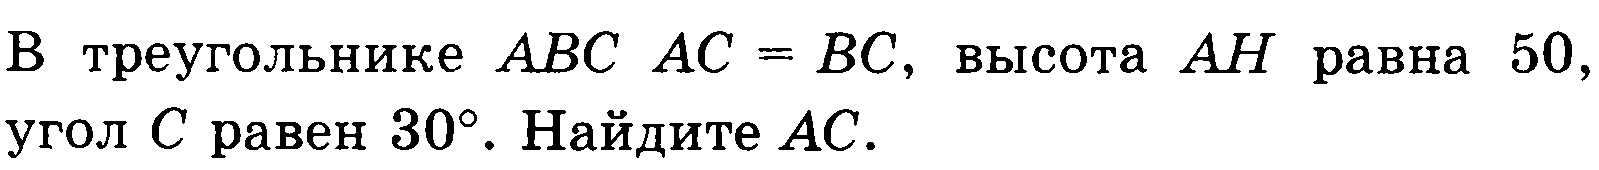 В треугольнике ABC AC = BC, высота AH равна 50,
угол C равен 30°. Найдите AC.